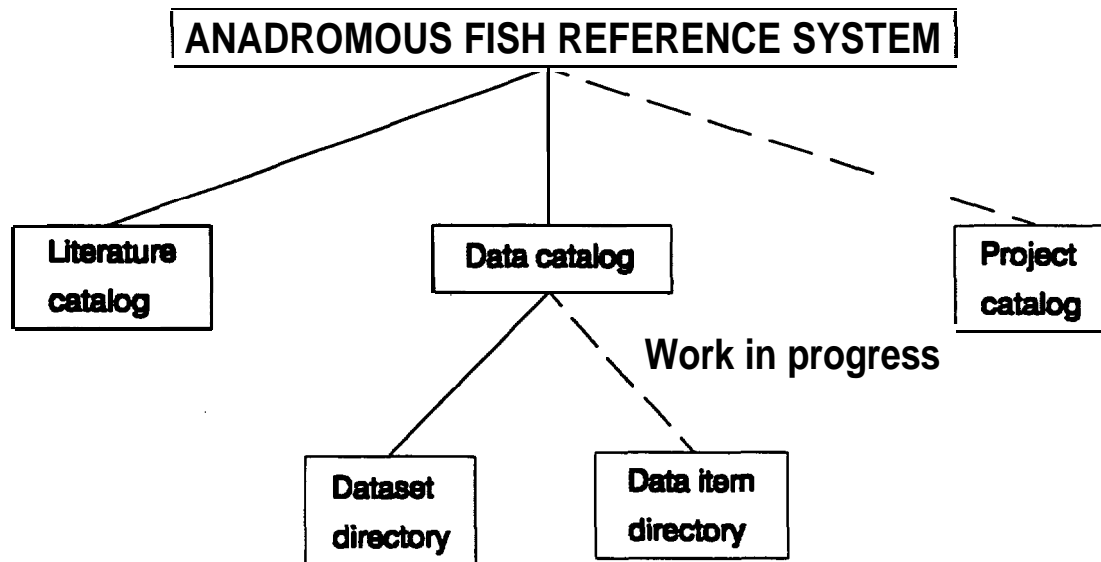 ANADROMOUS FISH REFERENCE SYSTEM
Literature
catalog
Data catalog
Project
catalog
Work in progress
Dataset
directory
Data item
directory